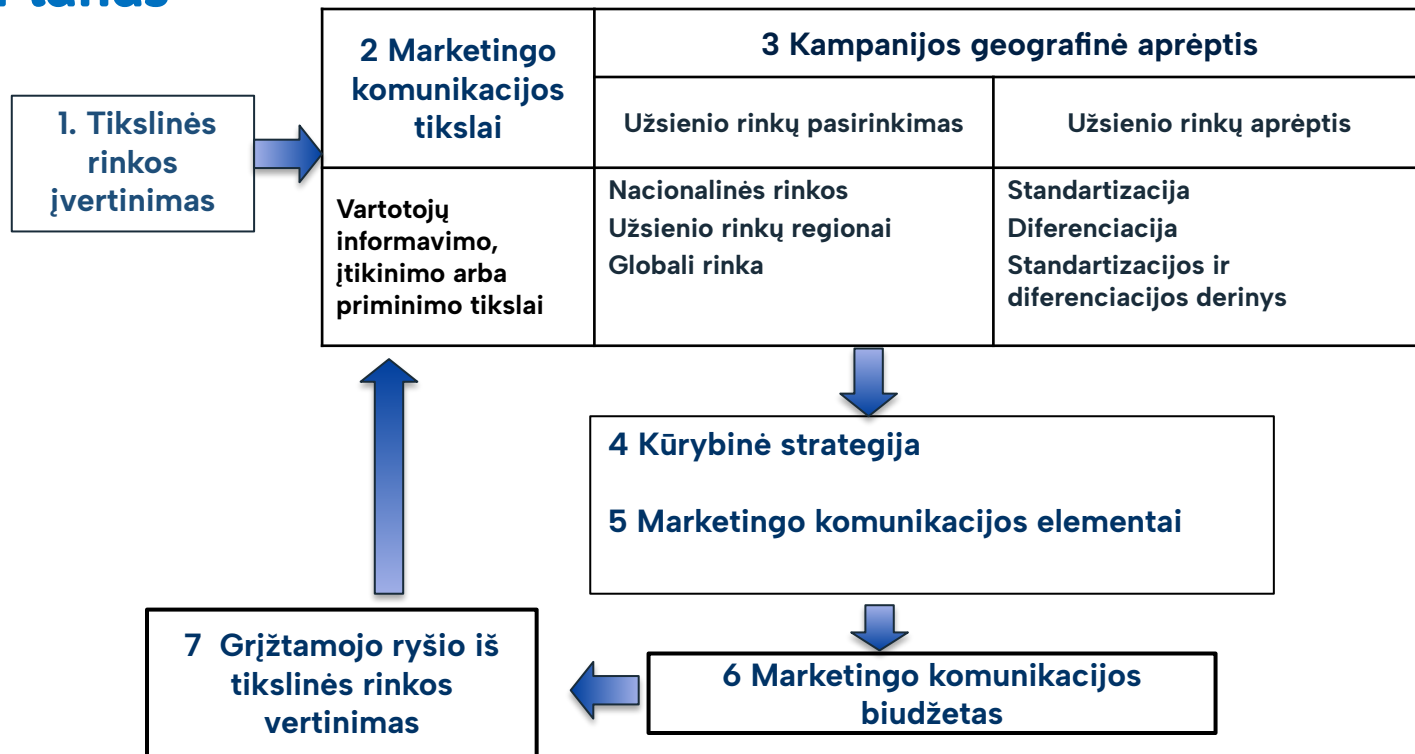 1. Tikslinės
rinkos
įvertinimas
2 Marketingo
komunikacijos
tikslai
3 Kampanijos geografinė aprėptis
Užsienio rinkų pasirinkimas
Užsienio rinkų aprėptis
Vartotojų
informavimo,
įtikinimo arba
priminimo tikslai
Nacionalinės rinkos
Užsienio rinkų regionai
Globali rinka
Standartizacija
Diferenciacija
Standartizacijos ir
diferenciacijos derinys
4 Kūrybinė strategija
5 Marketingo komunikacijos elementai
6 Marketingo komunikacijos
biudžetas
7 Grįžtamojo ryšio iš
tikslinės rinkos
vertinimas